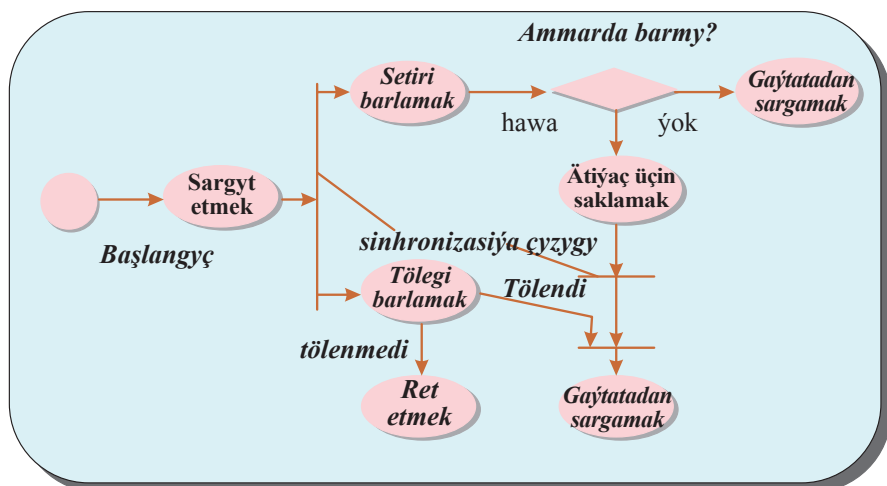 Ammarda barmy?
Setiri
barlamak
Gaýtatadan
sargamak
hawa
ýok
Sargyt
etmek
Ätiýaç üçin
saklamak
Başlangyç
sinhronizasiýa çyzygy
Tölegi
barlamak
Tölendi
tölenmedi
Ret
etmek
Gaýtatadan
sargamak